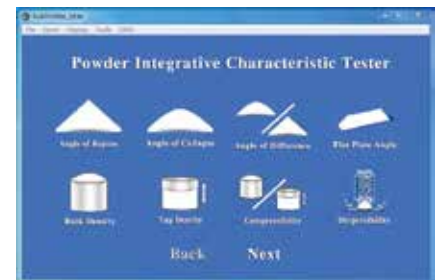 Powder Integrative Characteristic Tester
Angle of Repose Angle of Collapse Angle of Difference Flat Plate Angle
Bulk Density Tap Density Compressibility Dispersibility
Back Next